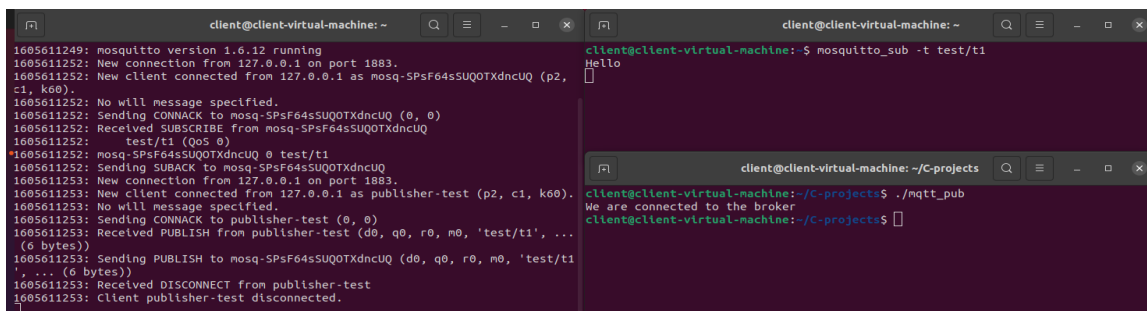 client@client-virtual-machine: ~
1605611249: mosquitto version 1.6.12 running
1605611252: New connection from 127.0.0.1 on port 1883.
1605611252: New client connected from 127.0.0.1 as mosq-SPsF64sSUQOTXdncUQ (p2,
c1, k60).
1605611252: No will message specified.
1605611252: Sending CONNACK to mosq-SPsF64sSUQOTXdncUQ (0, 0)
1605611252: Received SUBSCRIBE from mosq-SPsF64sSUQOTXdncUQ
1605611252:     test/t1 (QoS 0)
1605611252: mosq-SPsF64sSUQOTXdncUQ 0 test/t1
1605611252: Sending SUBACK to mosq-SPsF64sSUQOTXdncUQ
1605611253: New connection from 127.0.0.1 on port 1883.
1605611253: New client connected from 127.0.0.1 as publisher-test (p2, c1, k60).
1605611253: No will message specified.
1605611253: Sending CONNACK to publisher-test (0, 0)
1605611253: Received PUBLISH from publisher-test (d0, q0, r0, m0, 'test/t1', ...
(6 bytes))
1605611253: Sending PUBLISH to mosq-SPsF64sSUQOTXdncUQ (d0, q0, r0, m0, 'test/t1
', ... (6 bytes))
1605611253: Received DISCONNECT from publisher-test
1605611253: Client publisher-test disconnected.
client@client-virtual-machine: ~
client@client-virtual-machine:~$ mosquitto_sub -t test/t1
Hello
client@client-virtual-machine: ~/C-projects
client@client-virtual-machine:~/C-projects$ ./mqtt_pub
We are connected to the broker
client@client-virtual-machine:~/C-projects$